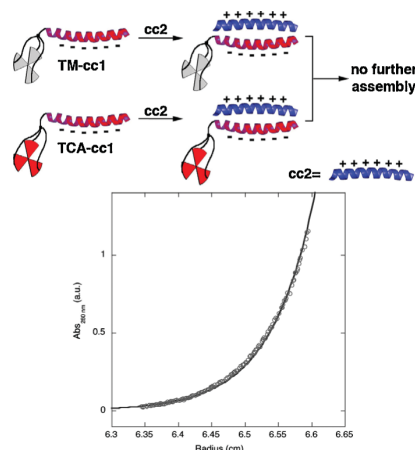 + + + + + +
cc2
- - - - - -
TM-cc1
- - - - - -
no further
assembly
+ + + + + +
cc2
- - - - - -
TCA-cc1
- - - - - -
+ + + + + +
cc2=
1
0.5
0
Abs260 nm (a.u.)
6.3 6.35 6.4 6.45 6.5 6.55 6.6 6.65
Radius (cm)